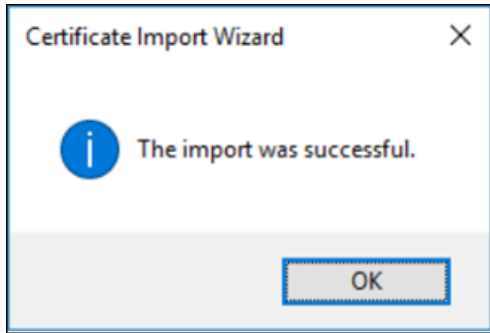 Certificate Import Wizard
The import was successful.
OK